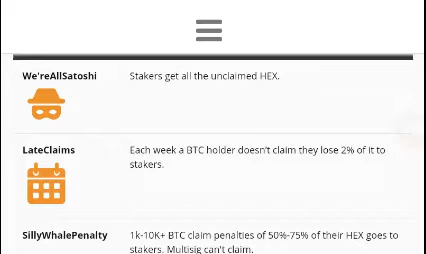 We'reAllSatoshi
Stakers get all the unclaimed HEX.
LateClaims
Each week a BTC holder doesn't claim they lose 2% of it to
stakers.
SillyWhalePenalty
1k-10K+ BTC claim penalties of 50%-75% of their HEX goes to
stakers. Multisig can't claim.